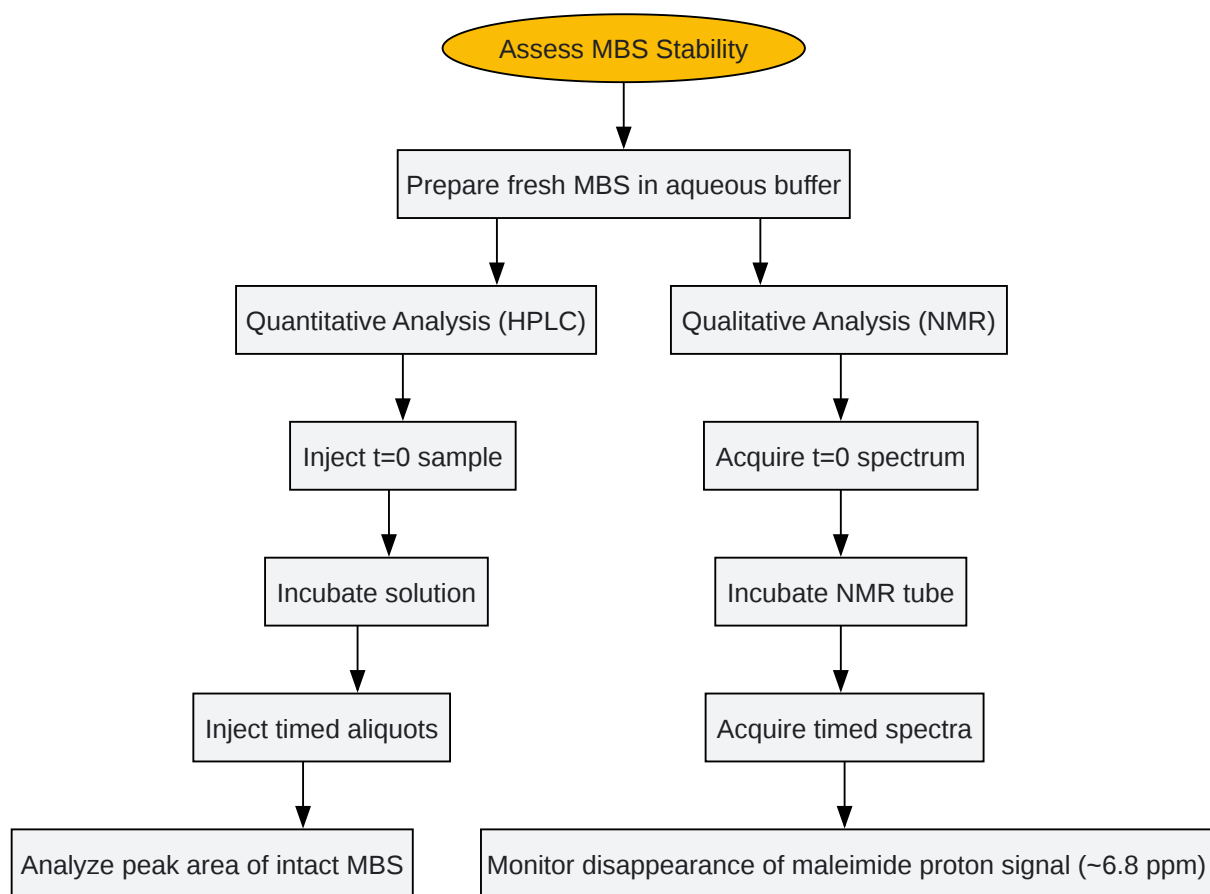 Assess MBS Stability
Prepare fresh MBS in aqueous buffer
Quantitative Analysis (HPLC)
Qualitative Analysis (NMR)
Inject t=0 sample
Acquire t=0 spectrum
Incubate solution
Incubate NMR tube
Inject timed aliquots
Acquire timed spectra
Analyze peak area of intact MBS
Monitor disappearance of maleimide proton signal (~6.8 ppm)